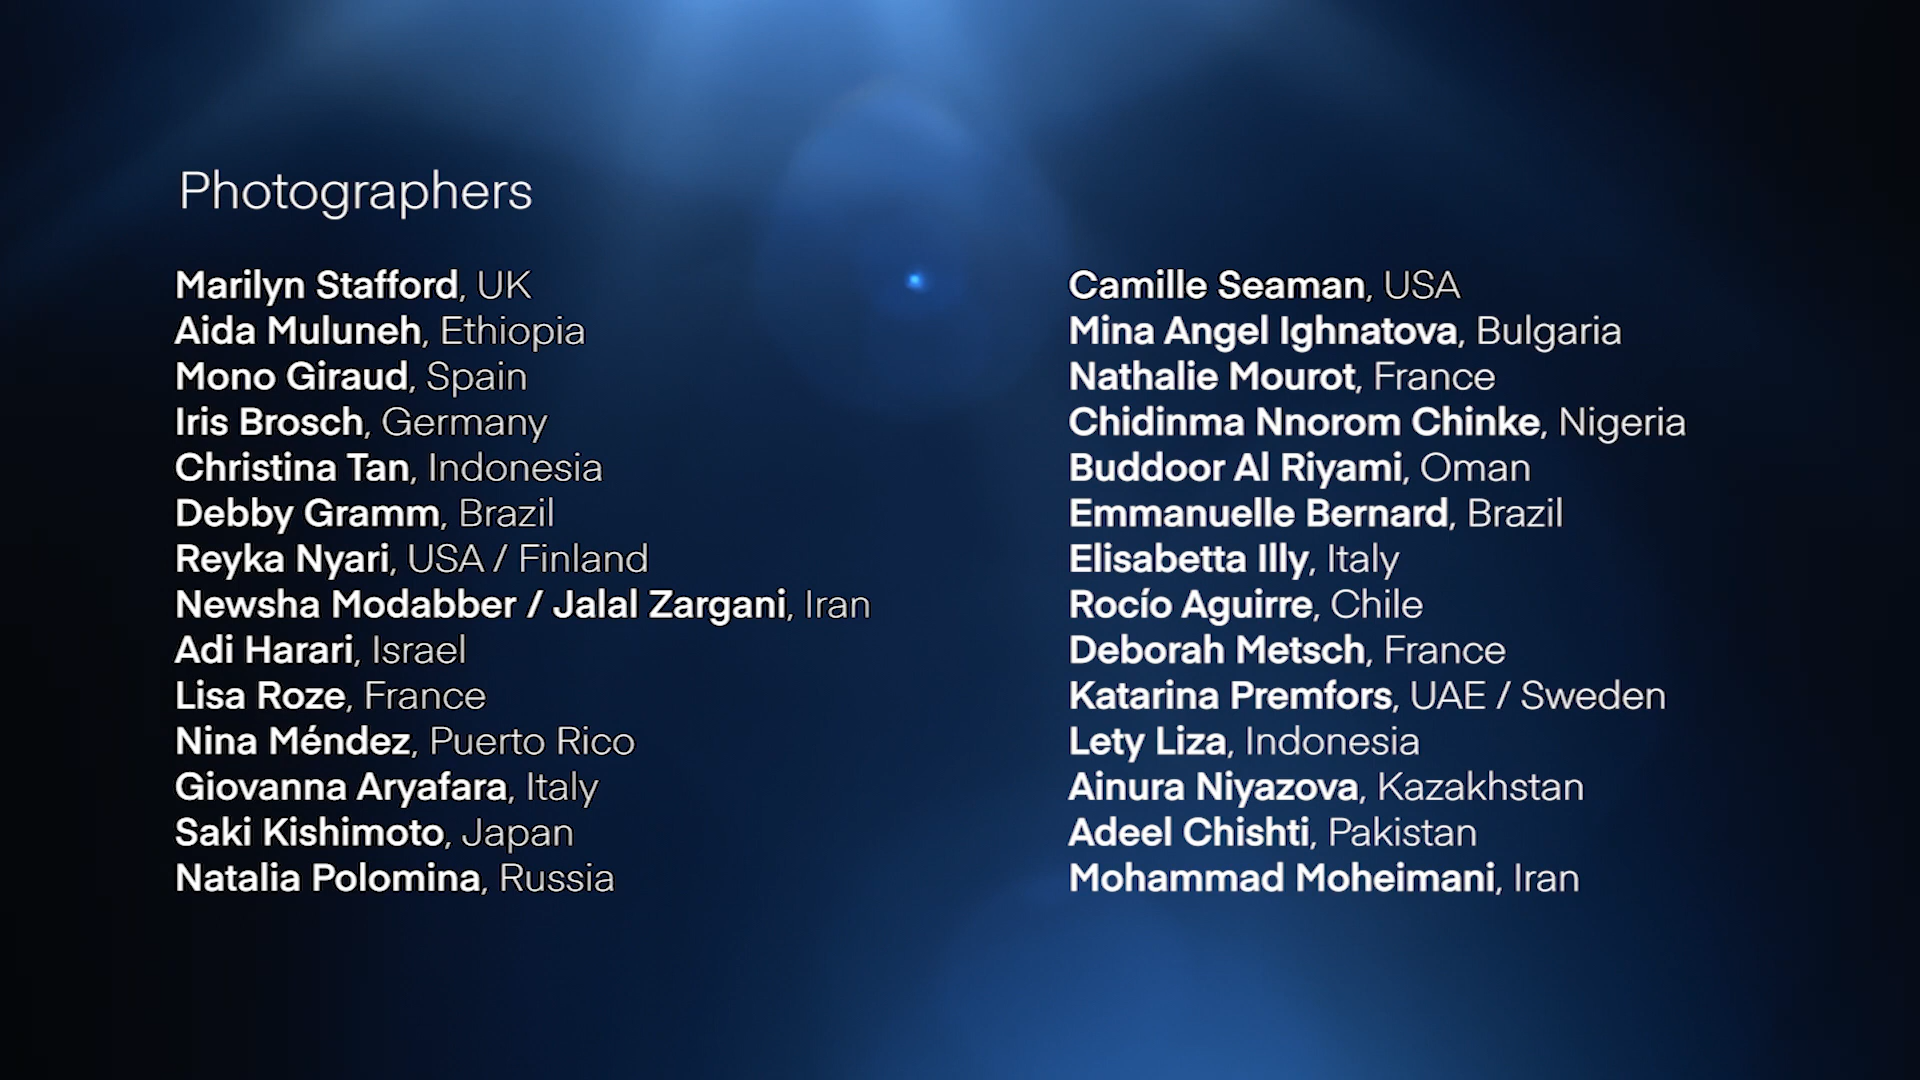 Photographers
Marilyn Stafford, UK
Aida Muluneh, Ethiopia
Mono Giraud, Spain
Iris Brosch, Germany
Christina Tan, Indonesia
Debby Gramm, Brazil
Reyka Nyari, USA / Finland
Newsha Modabber / Jalal Zargani, Iran
Adi Harari, Israel
Lisa Roze, France
Nina Méndez, Puerto Rico
Giovanna Aryafara, Italy
Saki Kishimoto, Japan
Natalia Polomina, Russia
Camille Seaman, USA
Mina Angel Ighnatova, Bulgaria
Nathalie Mourot, France
Chidinma Nnorom Chinke, Nigeria
Buddoor Al Riyami, Oman
Emmanuelle Bernard, Brazil
Elisabetta Illy, Italy
Rocío Aguirre, Chile
Deborah Metsch, France
Katarina Premfors, UAE / Sweden
Lety Liza, Indonesia
Ainura Niyazova, Kazakhstan
Adeel Chishti, Pakistan
Mohammad Moheimani, Iran